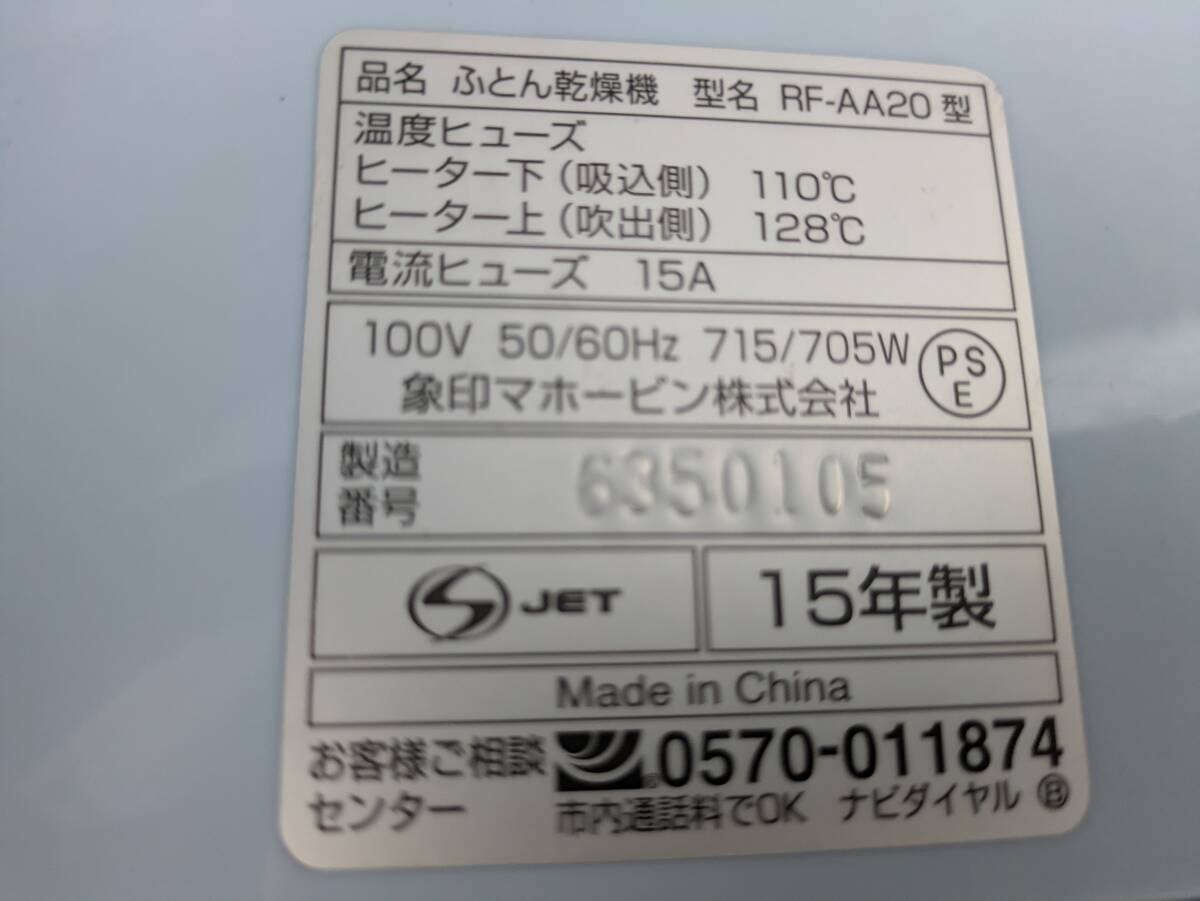 品名 ふとん乾燥機 型名 RF-AA20型
温度ヒューズ
ヒーター下(吸込側) 110℃
ヒーター上(吹出側) 128℃
電流ヒューズ 15A
100V 50/60Hz 715/705W
PS
E
象印マホービン株式会社
製造
番号
6350105
JET
15年製
Made in China
お客様ご相談
センター
0570-011874
市内通話料でOK ナビダイヤル Ⓑ